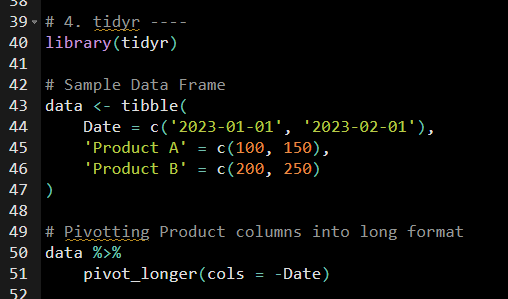 38
39 # 4. tidyr ----
40 library(tidyr)
41
42 # Sample Data Frame
43 data <- tibble(
44     Date = c('2023-01-01', '2023-02-01'),
45     'Product A' = c(100, 150),
46     'Product B' = c(200, 250)
47 )
48
49 # Pivotting Product columns into long format
50 data %>%
51     pivot_longer(cols = -Date)
52